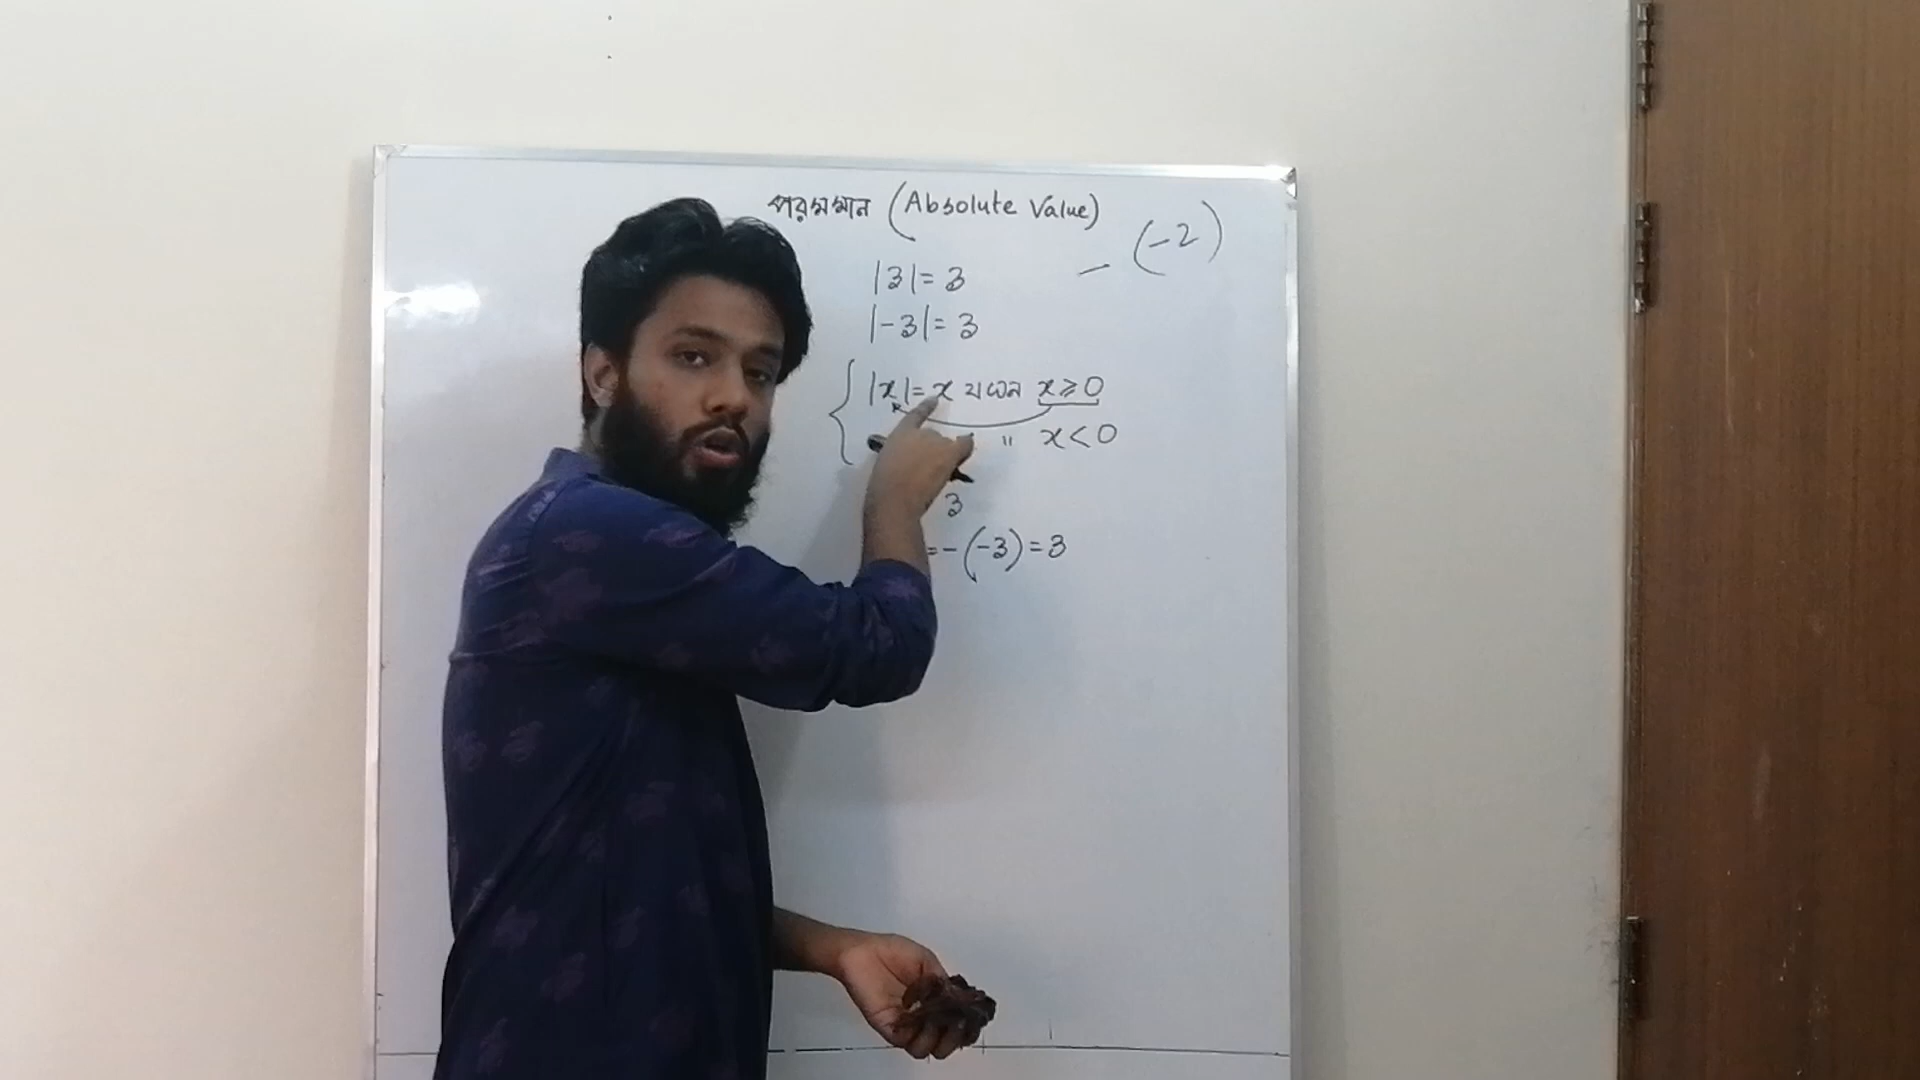 পরমমান (Absolute Value)
- (-2)
|3| = 3
|-3| = 3
|x| = x যখন x ≥ 0
" x < 0
3
= - (-3) = 3